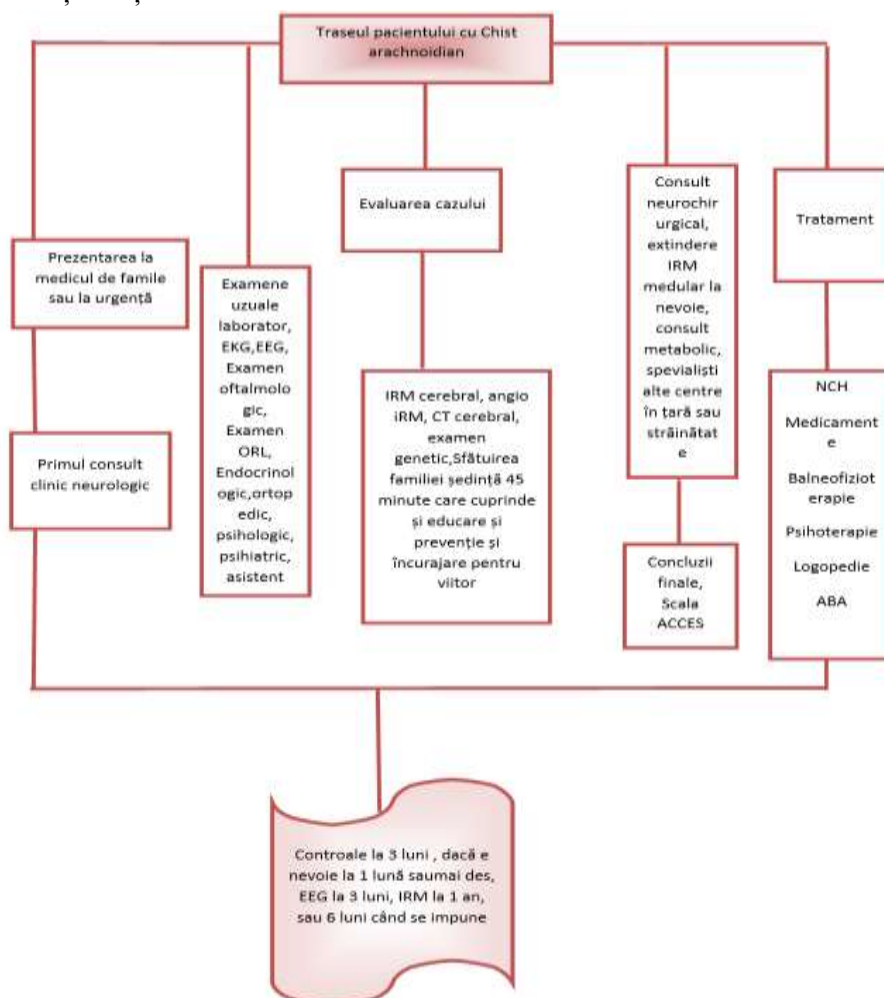 Traseul pacientului cu Chist
arachnoidian
Prezentarea la
medicul de famile
sau la urgență
Primul consult
clinic neurologic
Examene
uzuale
laborator,
EKG,EEG,
Examen
oftalmolo
gic,
Examen
ORL,
Endocrinol
ogic,ortop
edic,
psihologic,
psihiatric,
asistent
Evaluarea cazului
IRM cerebral, angio
iRM, CT cerebral,
examen
genetic,Sfătuirea
familiei ședință 45
minute care cuprinde
și educare și
prevenție și
încurajare pentru
viitor
Consult
neurochir
urgical,
extindere
IRM
medular la
nevoie,
consult
metabolic,
spevialiști
alte centre
în țară sau
străinătat
e
Concluzii
finale,
Scala
ACCES
Tratament
NCH
Medicament
e
Balneofiziot
erapie
Psihoterapie
Logopedie
ABA
Controale la 3 luni , dacă e
nevoie la 1 lună saumai des,
EEG la 3 luni, IRM la 1 an,
sau 6 luni când se impune